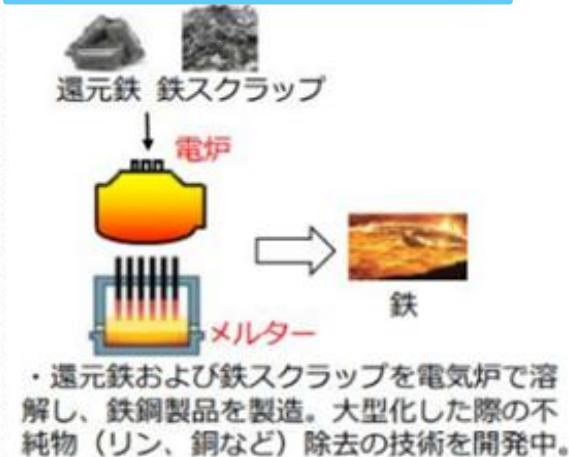 還元鉄 鉄スクラップ
電炉
鉄
メルター
・還元鉄および鉄スクラップを電気炉で溶
解し、鉄鋼製品を製造。大型化した際の不
純物(リン、銅など)除去の技術を開発中。